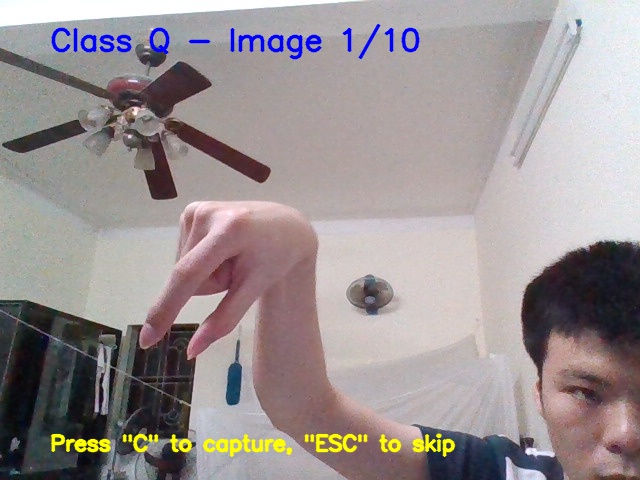 Class Q - Image 1/10
Press "C" to capture, "ESC" to skip